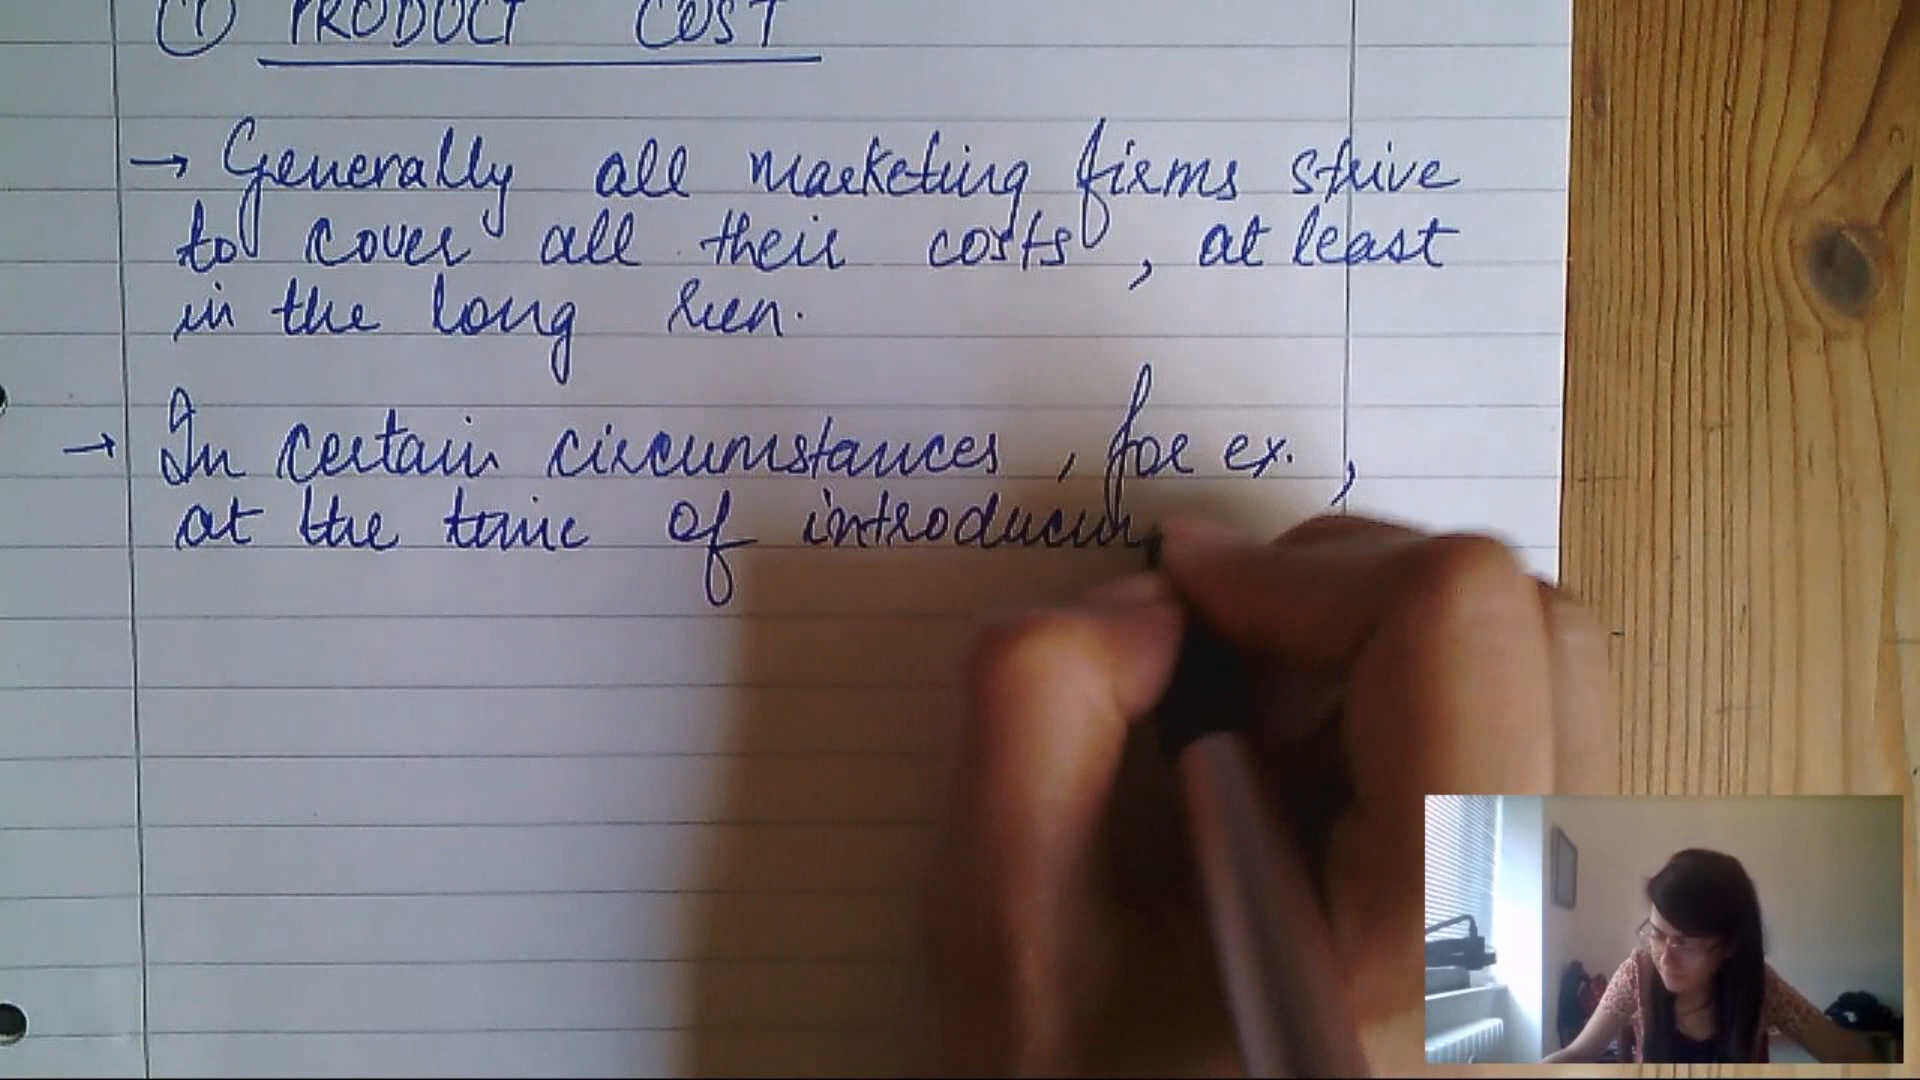 ① PRODUCT COST
→ Generally all marketing firms strive
to cover all their costs, at least
in the long run.
→ In certain circumstances, for ex.,
at the time of introducin